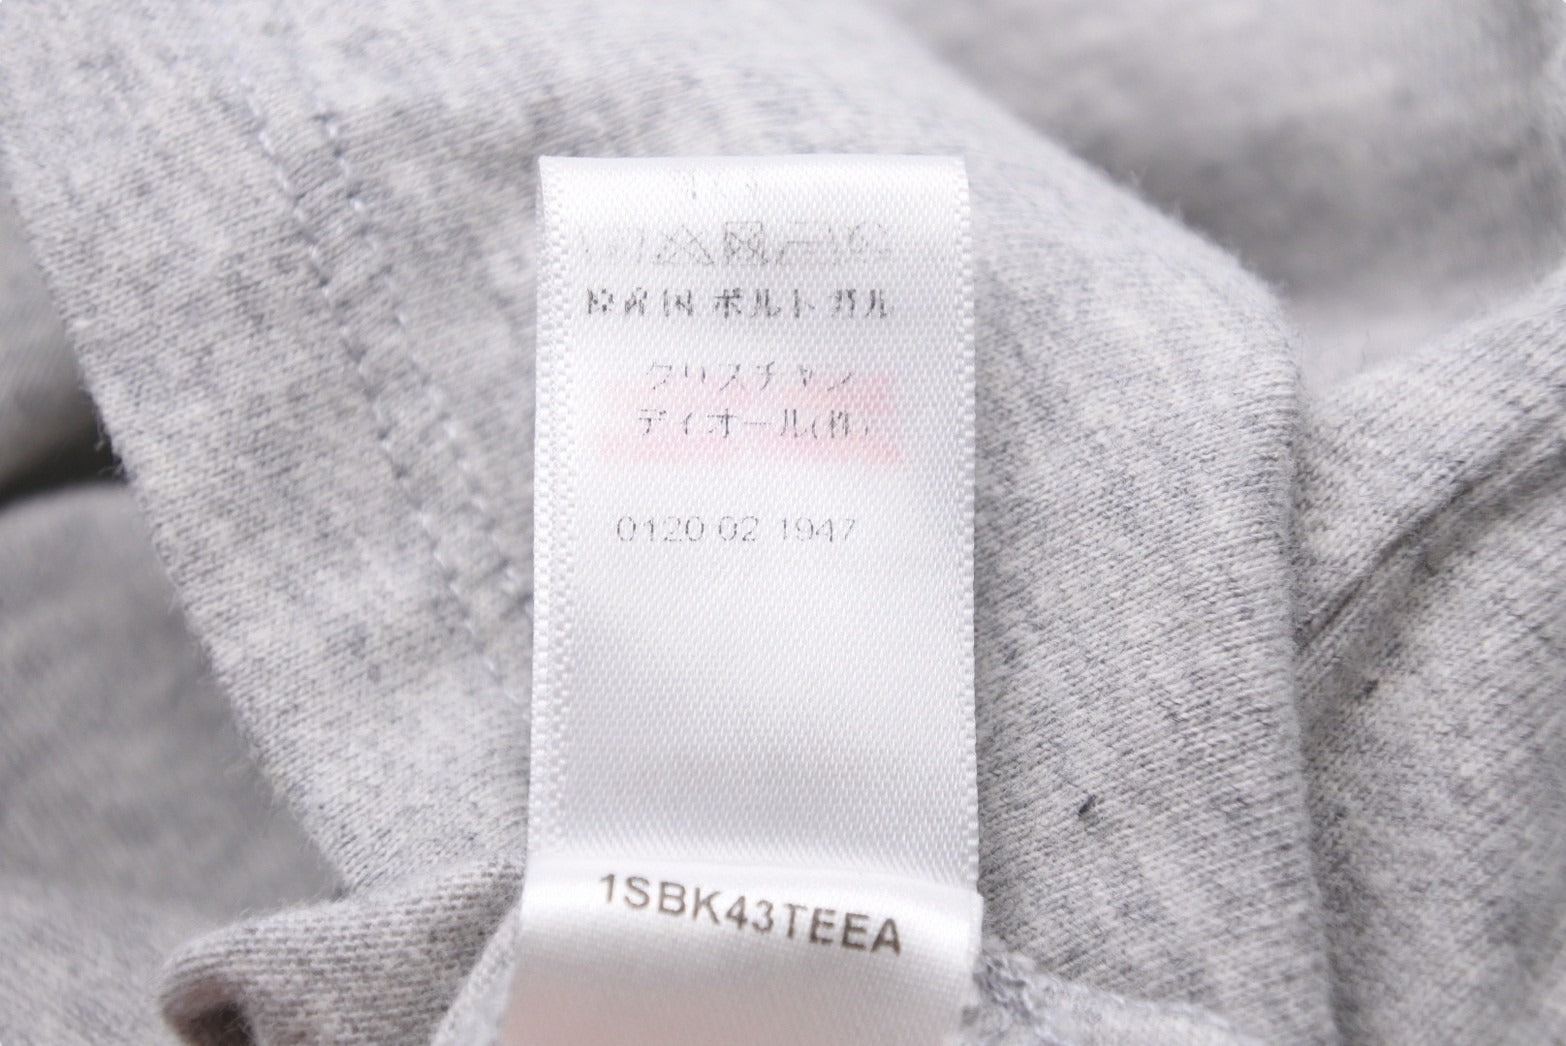 原産国 ポルトガル
クリスチャン
ディオール(株)
0120 02 1947
1SBK43TEEA